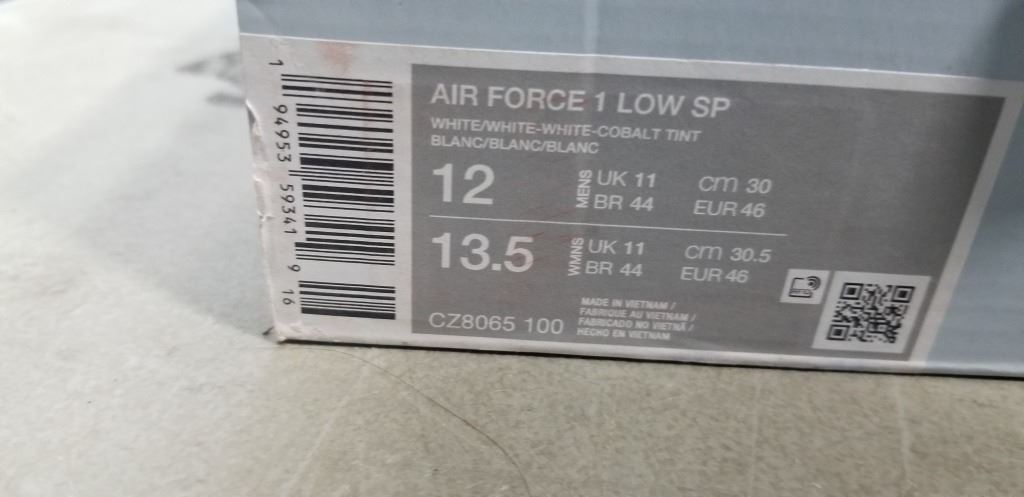 1 94953 59341 9 16
AIR FORCE 1 LOW SP
WHITE/WHITE-WHITE-COBALT TINT
BLANC/BLANC/BLANC
12 MENS UK 11 cm 30
BR 44 EUR 46
13.5 WMNS UK 11 cm 30.5
BR 44 EUR 46
MADE IN VIETNAM /
FABRIQUE AU VIETNAM /
FABRICADO NO VIETNÃ /
HECHO EN VIETNAM
CZ8065 100